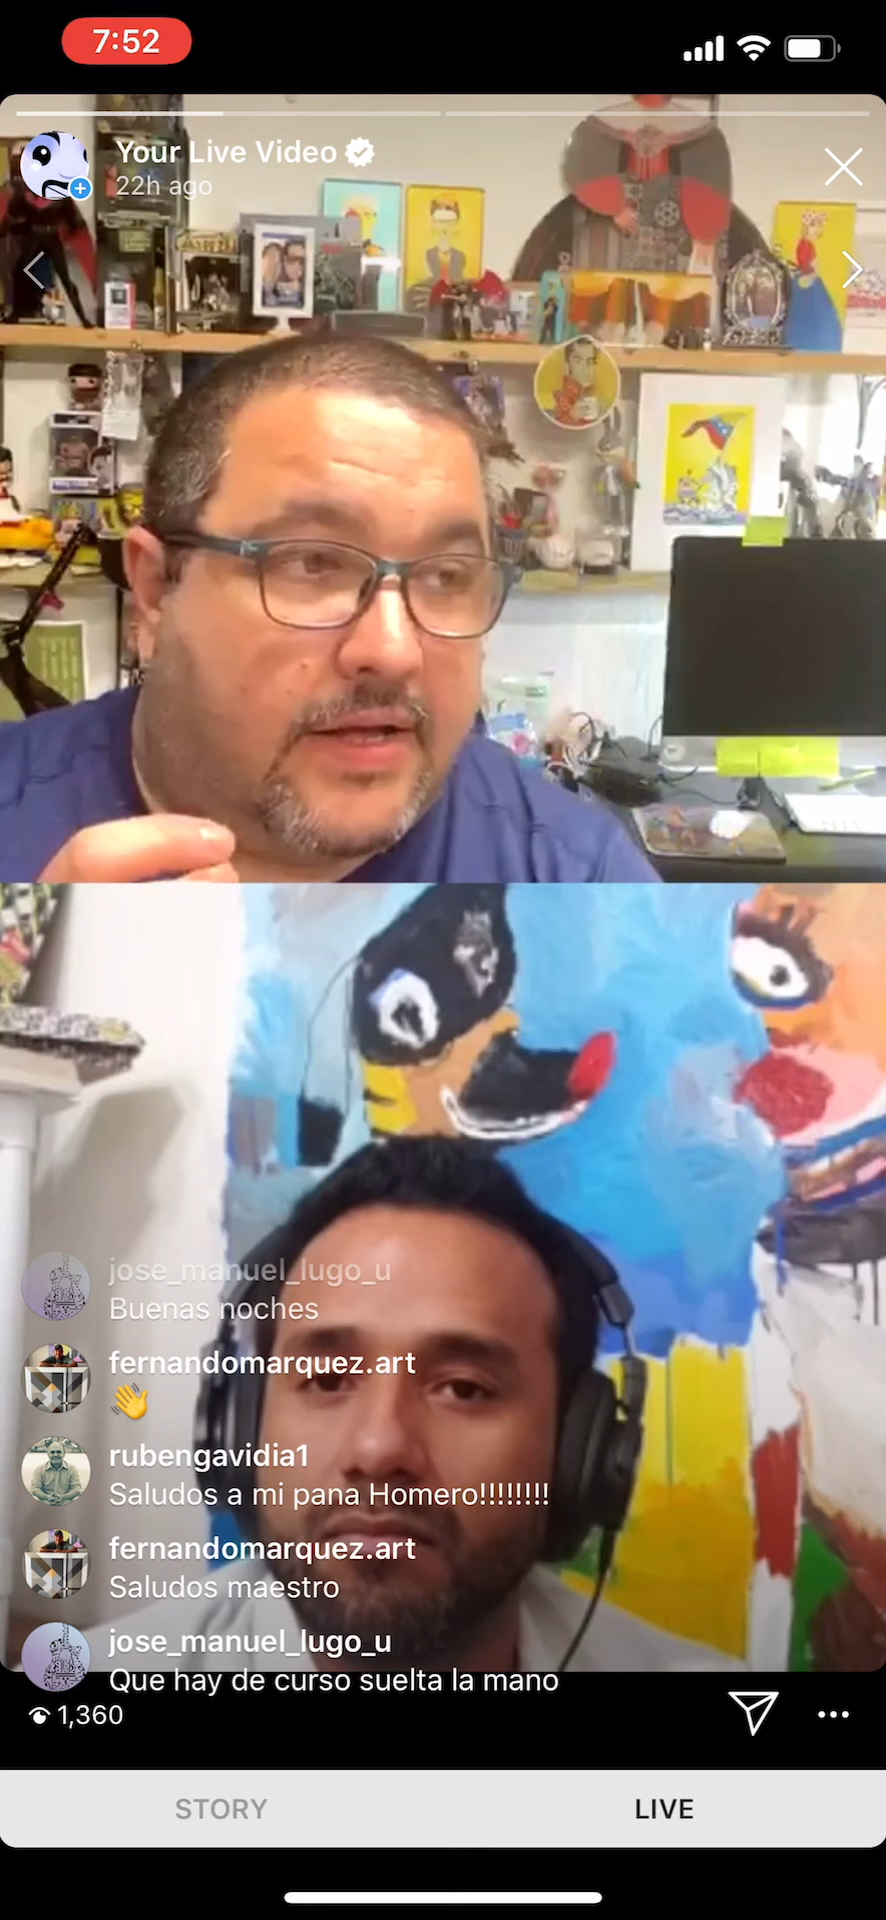 7:52
Your Live Video
22h ago
jose_manuel_lugo_u
Buenas noches
fernandomarquez.art
👋
rubengavidia1
Saludos a mi pana Homero!!!!!!!!
fernandomarquez.art
Saludos maestro
jose_manuel_lugo_u
Que hay de curso suelta la mano
1,360
STORY
LIVE